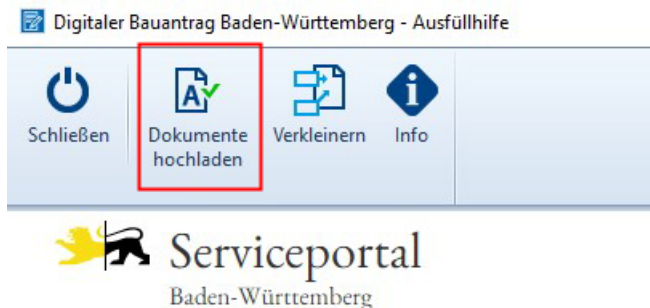 Digitaler Bauantrag Baden-Württemberg - Ausfüllhilfe
Schließen
Dokumente
hochladen
Verkleinern
Info
Serviceportal
Baden-Württemberg